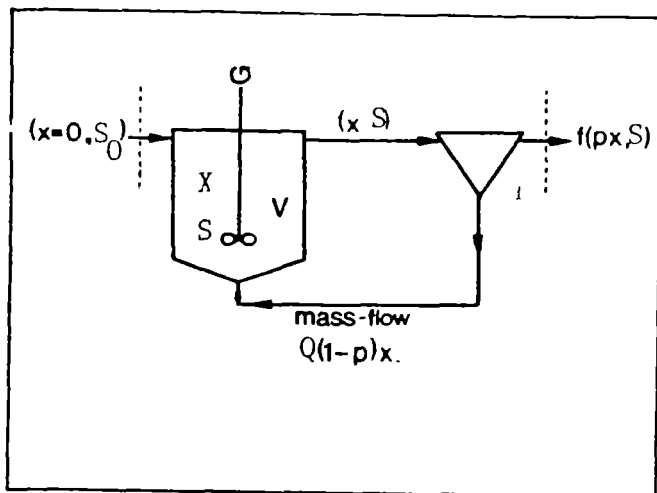 G
(x=0,S₀)
(x S)
f(px,S)
X
V
S
mass-flow
Q(1-p)x.